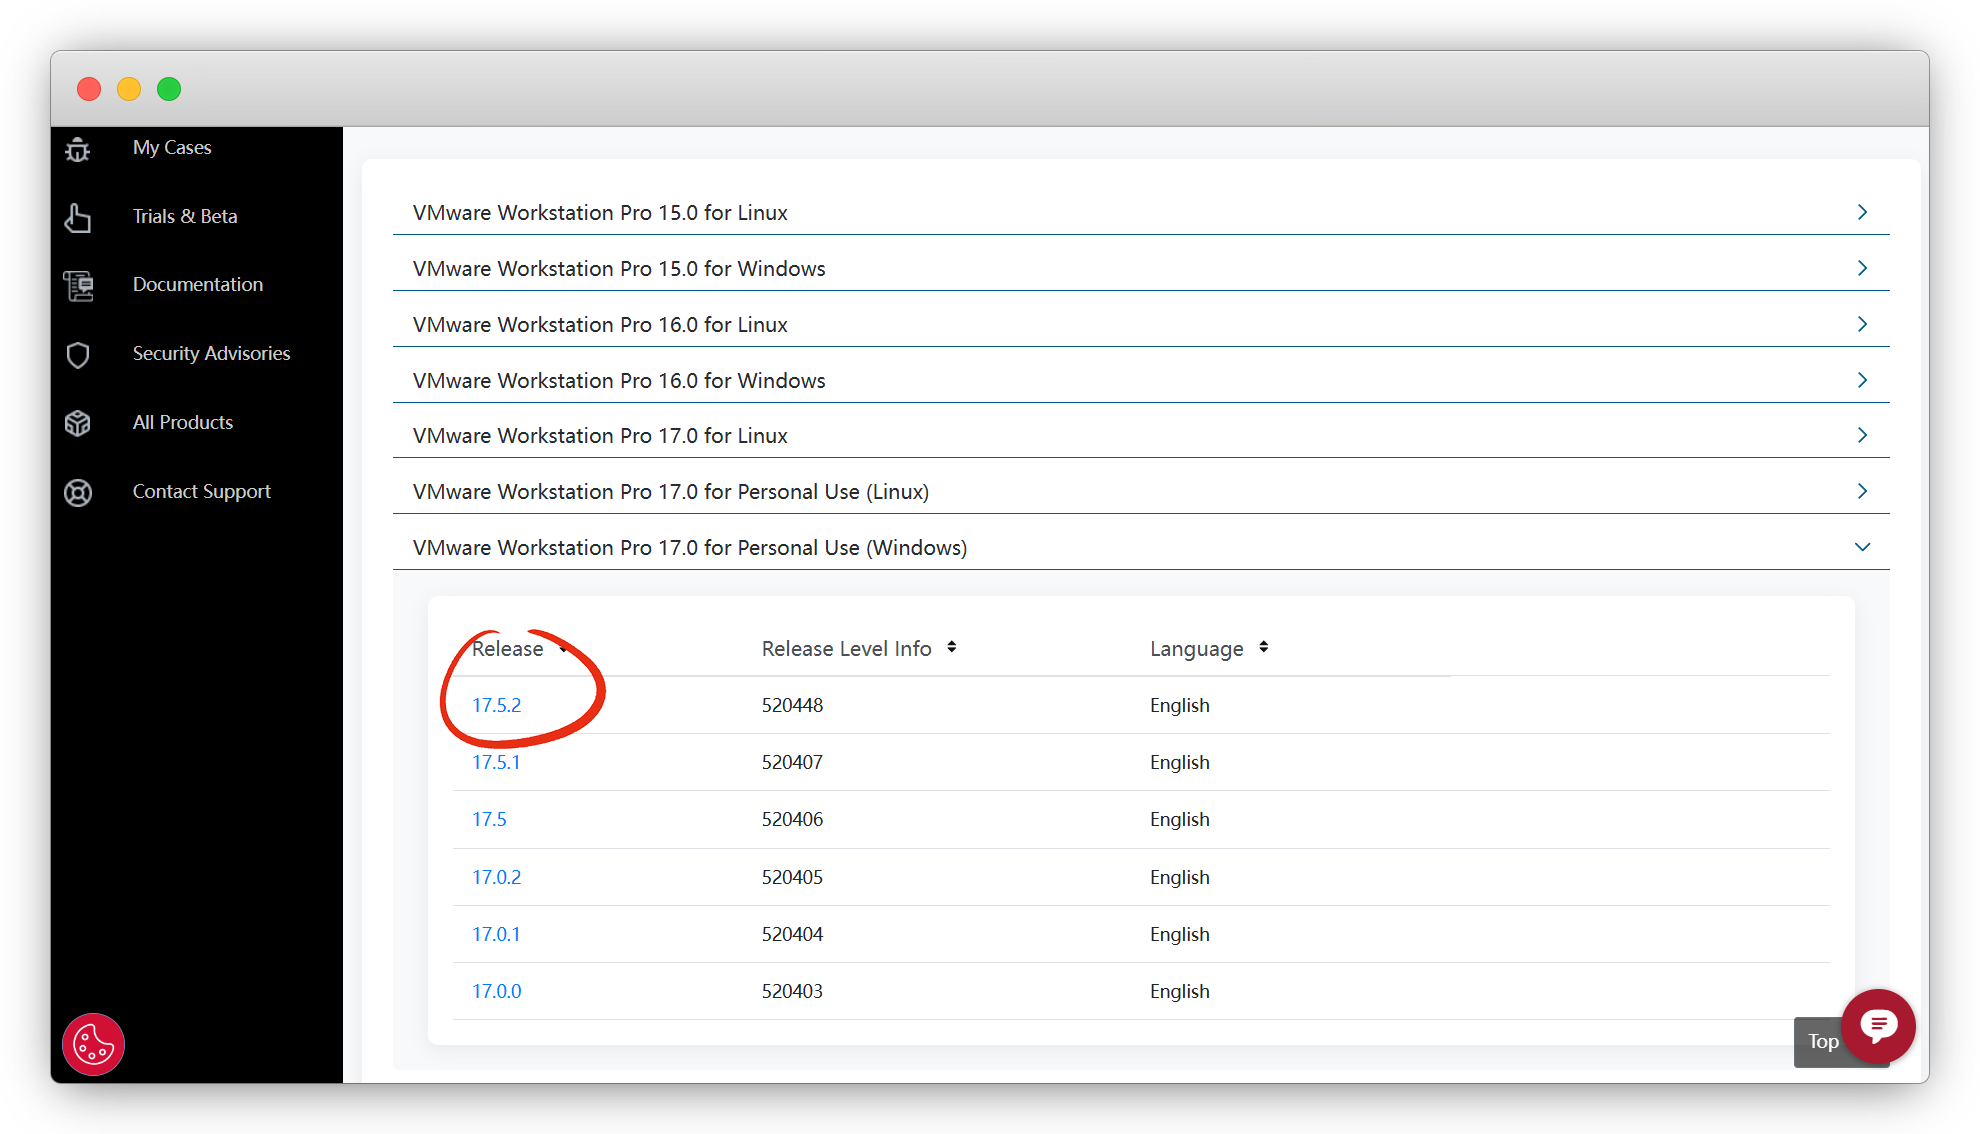 My Cases
Trials & Beta
Documentation
Security Advisories
All Products
Contact Support
VMware Workstation Pro 15.0 for Linux
VMware Workstation Pro 15.0 for Windows
VMware Workstation Pro 16.0 for Linux
VMware Workstation Pro 16.0 for Windows
VMware Workstation Pro 17.0 for Linux
VMware Workstation Pro 17.0 for Personal Use (Linux)
VMware Workstation Pro 17.0 for Personal Use (Windows)
Release Release Level Info Language
17.5.2 520448 English
17.5.1 520407 English
17.5 520406 English
17.0.2 520405 English
17.0.1 520404 English
17.0.0 520403 English
Top